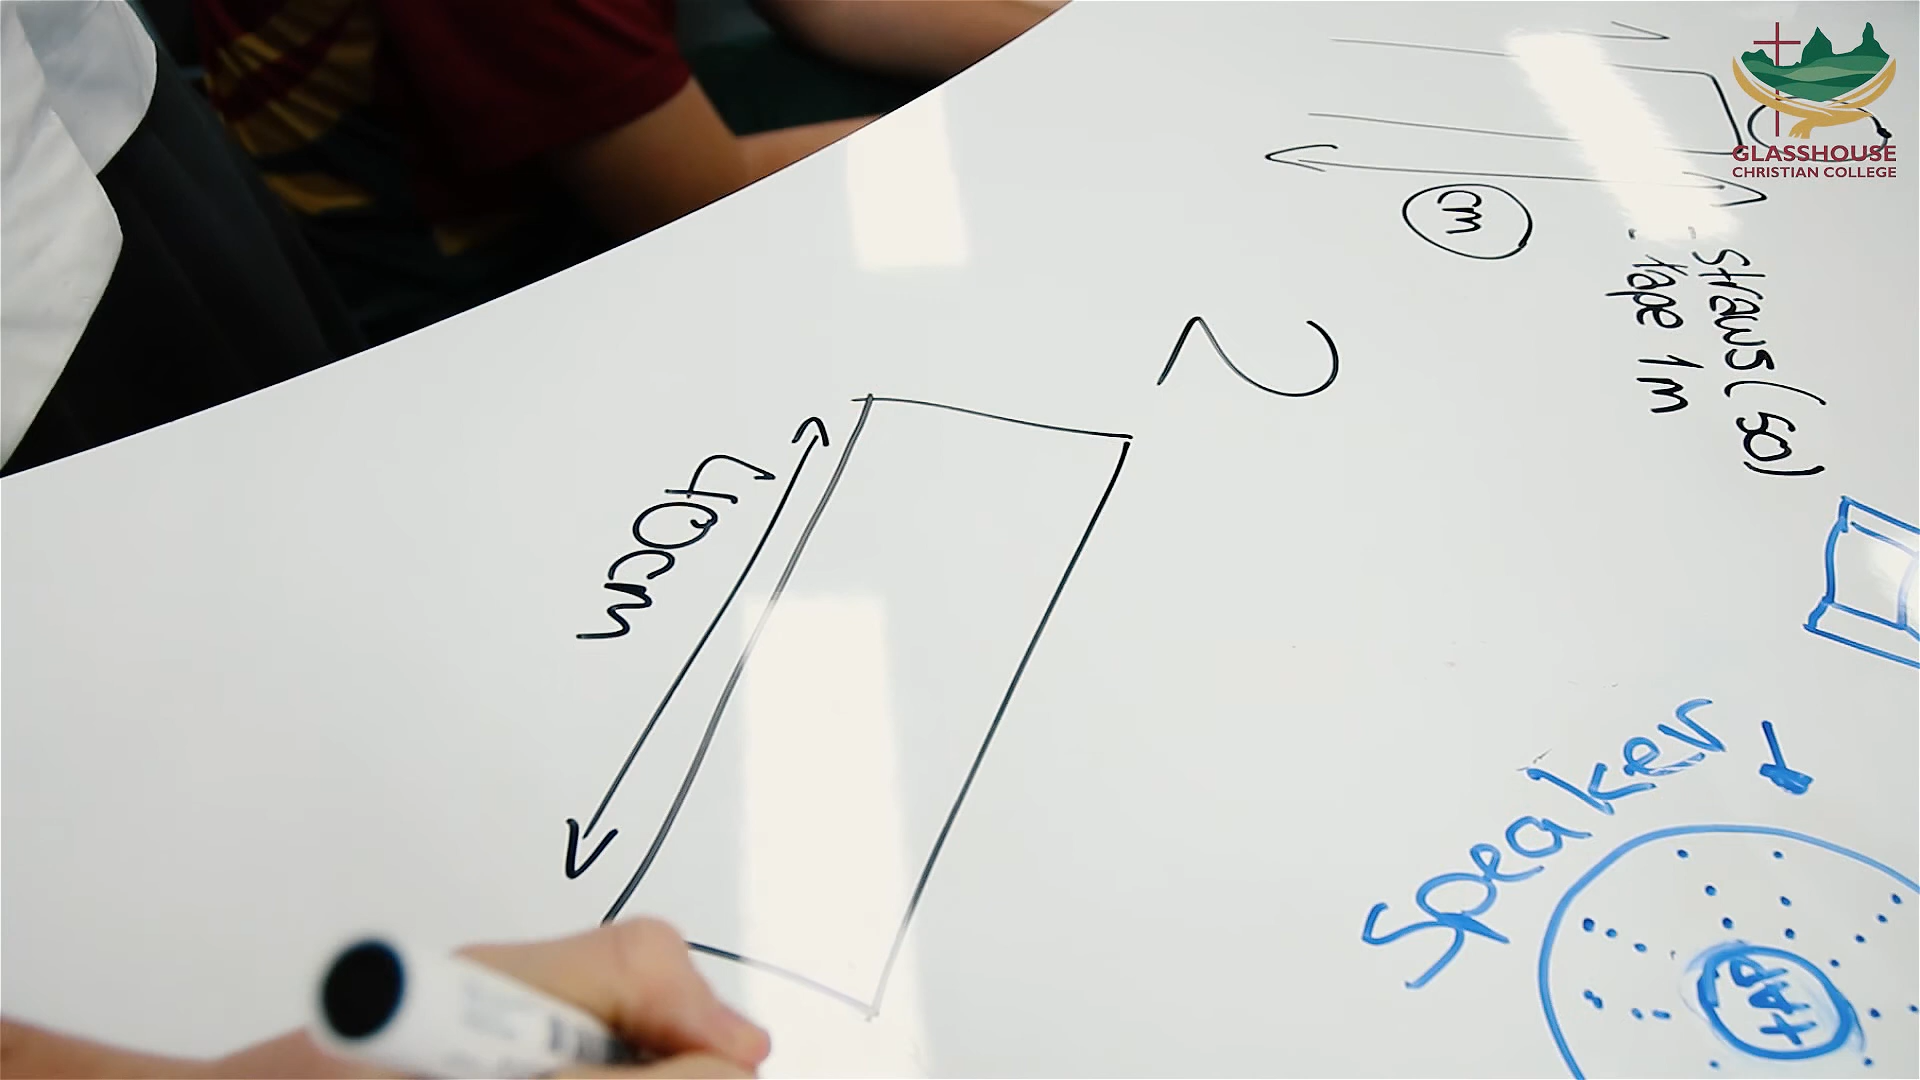 GLASSHOUSE
CHRISTIAN COLLEGE
cm
- straws (50)
- tape 1m
2
40cm
Speaker
TAP